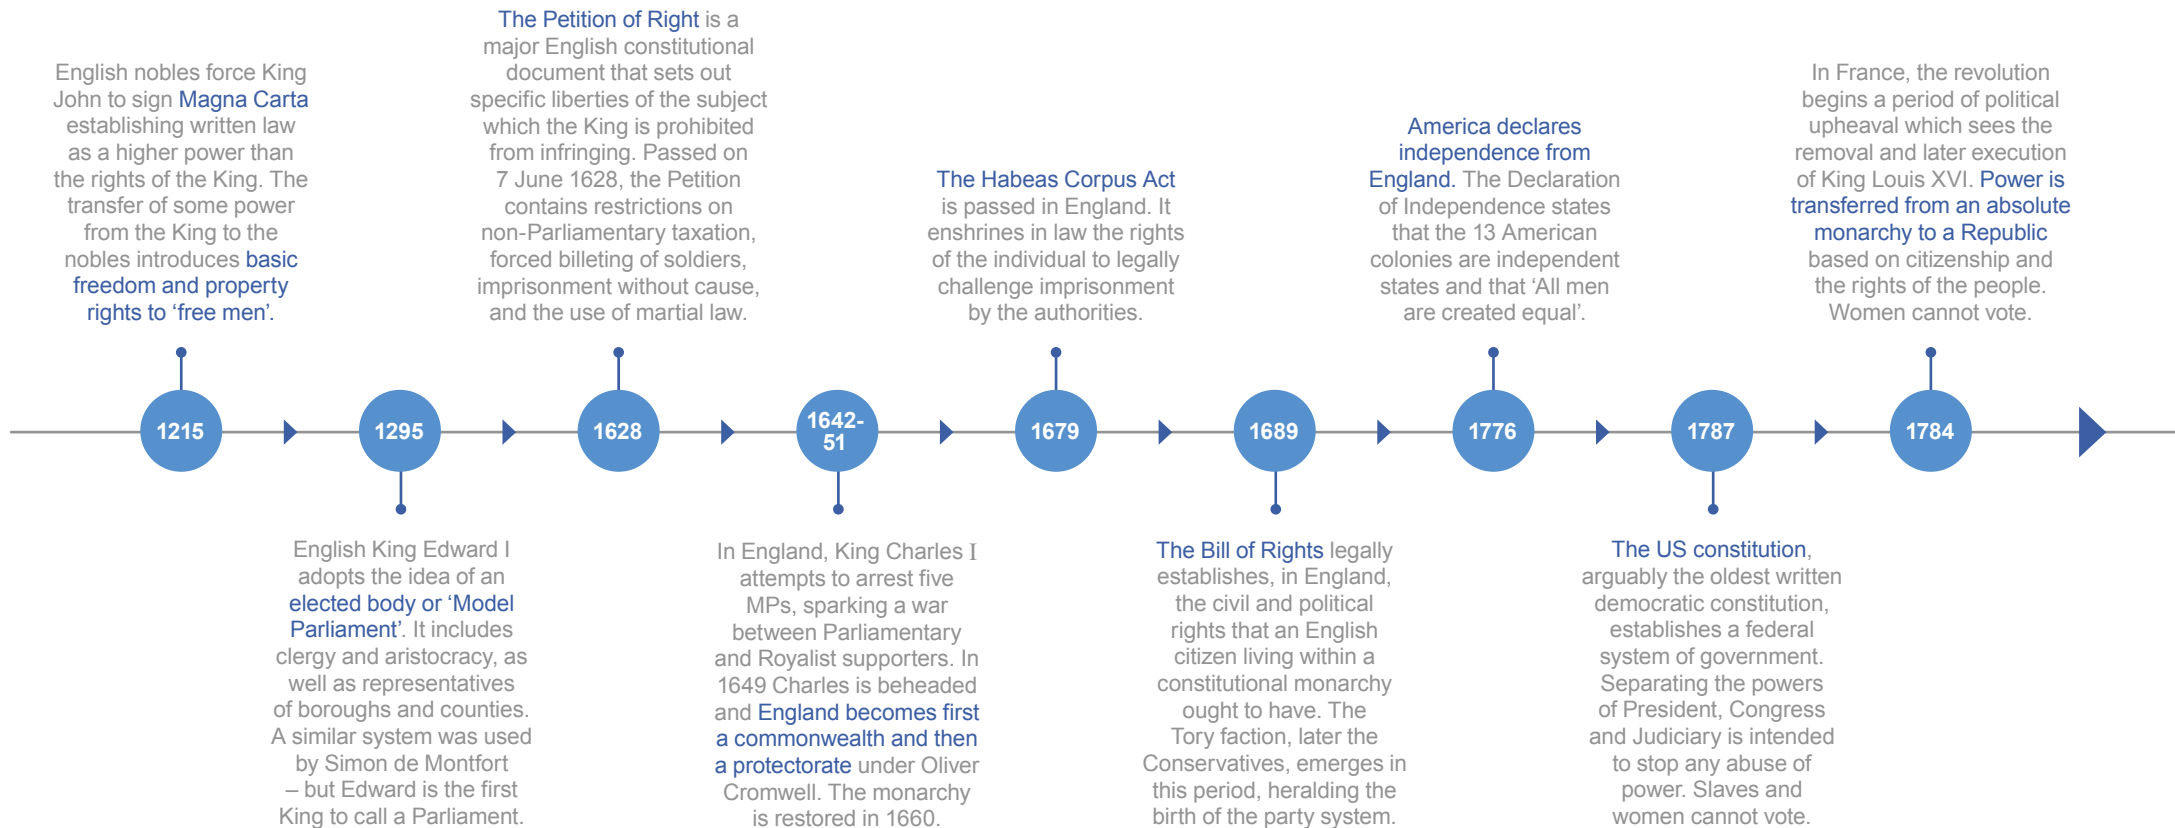 English nobles force King
John to sign Magna Carta
establishing written law
as a higher power than
the rights of the King. The
transfer of some power
from the King to the
nobles introduces basic
freedom and property
rights to ‘free men’.
1215
1295
English King Edward I
adopts the idea of an
elected body or ‘Model
Parliament’. It includes
clergy and aristocracy, as
well as representatives
of boroughs and counties.
A similar system was used
by Simon de Montfort
– but Edward is the first
King to call a Parliament.
The Petition of Right is a
major English constitutional
document that sets out
specific liberties of the subject
which the King is prohibited
from infringing. Passed on
7 June 1628, the Petition
contains restrictions on
non-Parliamentary taxation,
forced billeting of soldiers,
imprisonment without cause,
and the use of martial law.
1628
1642-
51
In England, King Charles I
attempts to arrest five
MPs, sparking a war
between Parliamentary
and Royalist supporters. In
1649 Charles is beheaded
and England becomes first
a commonwealth and then
a protectorate under Oliver
Cromwell. The monarchy
is restored in 1660.
The Habeas Corpus Act
is passed in England. It
enshrines in law the rights
of the individual to legally
challenge imprisonment
by the authorities.
1679
1689
The Bill of Rights legally
establishes, in England,
the civil and political
rights that an English
citizen living within a
constitutional monarchy
ought to have. The
Tory faction, later the
Conservatives, emerges in
this period, heralding the
birth of the party system.
America declares
independence from
England. The Declaration
of Independence states
that the 13 American
colonies are independent
states and that ‘All men
are created equal’.
1776
1787
The US constitution,
arguably the oldest written
democratic constitution,
establishes a federal
system of government.
Separating the powers
of President, Congress
and Judiciary is intended
to stop any abuse of
power. Slaves and
women cannot vote.
In France, the revolution
begins a period of political
upheaval which sees the
removal and later execution
of King Louis XVI. Power is
transferred from an absolute
monarchy to a Republic
based on citizenship and
the rights of the people.
Women cannot vote.
1784